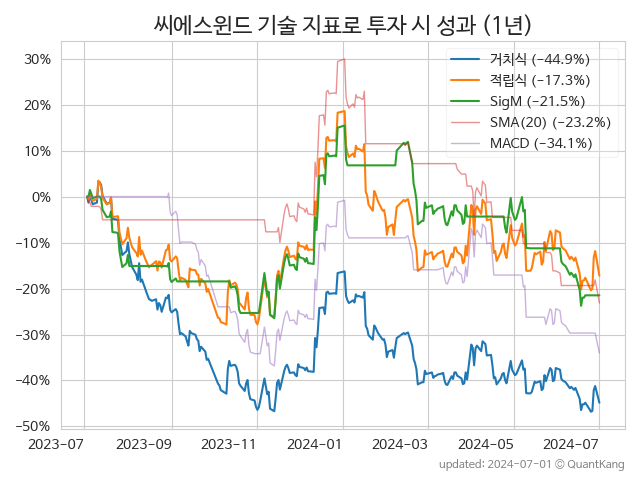 씨에스윈드 기술 지표로 투자 시 성과 (1년)
거치식 (−44.9%)
적립식 (−17.3%)
SigM (−21.5%)
SMA(20) (−23.2%)
MACD (−34.1%)
30%
20%
10%
0%
−10%
−20%
−30%
−40%
−50%
2023-07 2023-09 2023-11 2024-01 2024-03 2024-05 2024-07
updated: 2024-07-01 © QuantKang